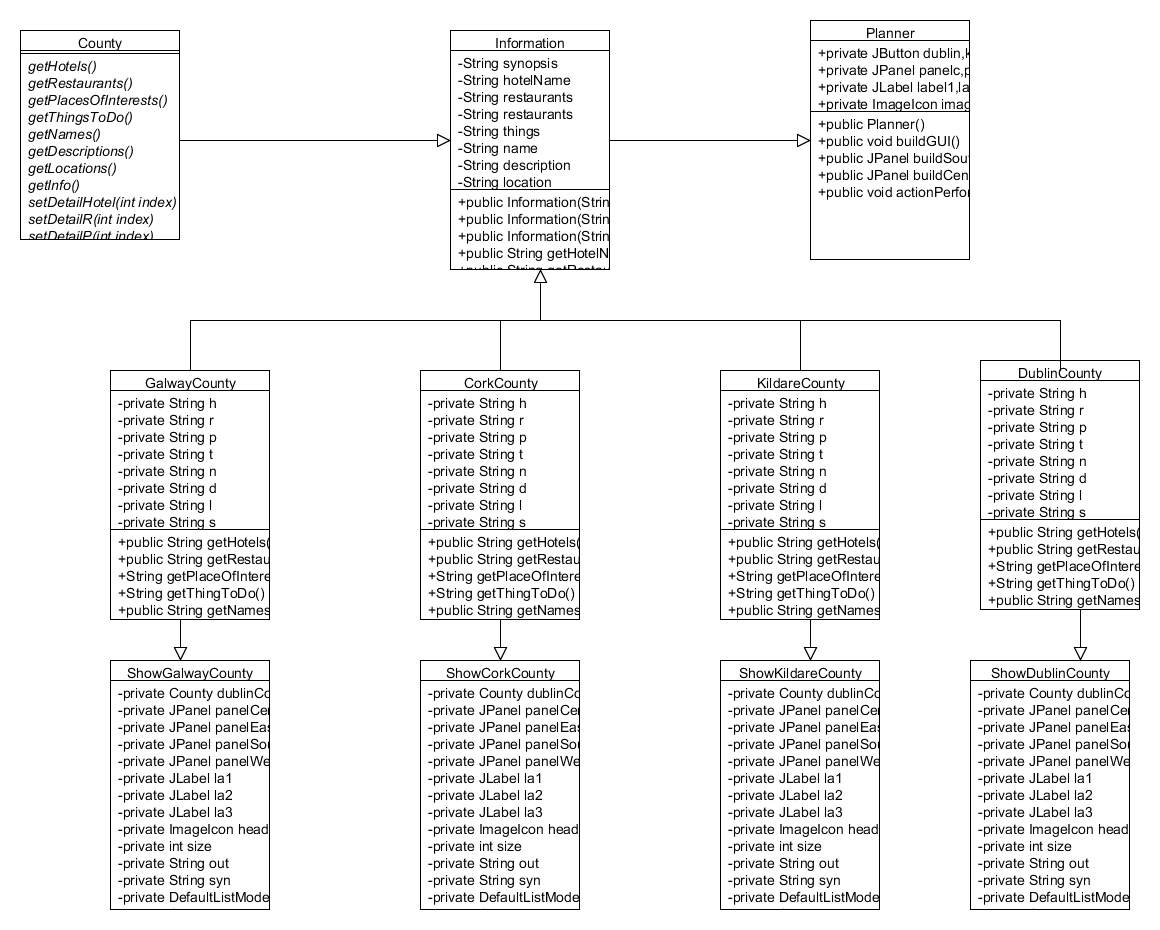 County
getHotels()
getRestaurants()
getPlacesOfInterests()
getThingsToDo()
getNames()
getDescriptions()
getLocations()
getInfo()
setDetailHotel(int index)
setDetailR(int index)
setDetailP(int index)
Information
-String synopsis
-String hotelName
-String restaurants
-String restaurants
-String things
-String name
-String description
-String location
+public Information(Strin
+public Information(Strin
+public Information(Strin
+public String getHotelN
+public String getRestau
Planner
+private JButton dublin,k
+private JPanel panelc,p
+private JLabel label1,la
+private ImageIcon imag
+public Planner()
+public void buildGUI()
+public JPanel buildSout
+public JPanel buildCen
+public void actionPerfor
GalwayCounty
-private String h
-private String r
-private String p
-private String t
-private String n
-private String d
-private String l
-private String s
+public String getHotels(
+public String getRestau
+String getPlaceOfIntere
+String getThingToDo()
+public String getNames
CorkCounty
-private String h
-private String r
-private String p
-private String t
-private String n
-private String d
-private String l
-private String s
+public String getHotels(
+public String getRestau
+String getPlaceOfIntere
+String getThingToDo()
+public String getNames
KildareCounty
-private String h
-private String r
-private String p
-private String t
-private String n
-private String d
-private String l
-private String s
+public String getHotels(
+public String getRestau
+String getPlaceOfIntere
+String getThingToDo()
+public String getNames
DublinCounty
-private String h
-private String r
-private String p
-private String t
-private String n
-private String d
-private String l
-private String s
+public String getHotels(
+public String getRestau
+String getPlaceOfIntere
+String getThingToDo()
+public String getNames
ShowGalwayCounty
-private County dublinCo
-private JPanel panelCer
-private JPanel panelEas
-private JPanel panelSou
-private JPanel panelWe
-private JLabel la1
-private JLabel la2
-private JLabel la3
-private ImageIcon head
-private int size
-private String out
-private String syn
-private DefaultListMode
ShowCorkCounty
-private County dublinCo
-private JPanel panelCer
-private JPanel panelEas
-private JPanel panelSou
-private JPanel panelWe
-private JLabel la1
-private JLabel la2
-private JLabel la3
-private ImageIcon head
-private int size
-private String out
-private String syn
-private DefaultListMode
ShowKildareCounty
-private County dublinCo
-private JPanel panelCer
-private JPanel panelEas
-private JPanel panelSou
-private JPanel panelWe
-private JLabel la1
-private JLabel la2
-private JLabel la3
-private ImageIcon head
-private int size
-private String out
-private String syn
-private DefaultListMode
ShowDublinCounty
-private County dublinCo
-private JPanel panelCer
-private JPanel panelEas
-private JPanel panelSou
-private JPanel panelWe
-private JLabel la1
-private JLabel la2
-private JLabel la3
-private ImageIcon head
-private int size
-private String out
-private String syn
-private DefaultListMode